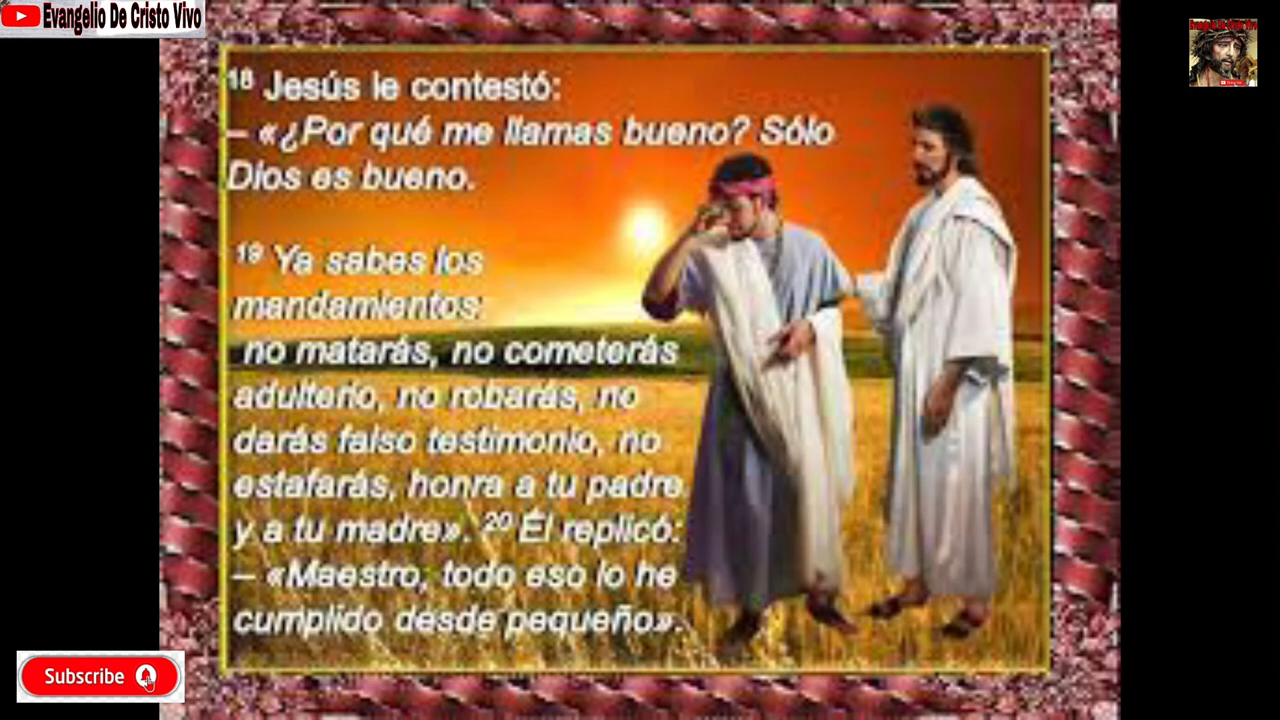 Evangelio De Cristo Vivo
18 Jesús le contestó:
– «¿Por qué me llamas bueno? Sólo
Dios es bueno.
19 Ya sabes los
mandamientos:
no matarás, no cometerás
adulterio, no robarás, no
darás falso testimonio, no
estafarás, honra a tu padre
y a tu madre». 20 Él replicó:
– «Maestro, todo eso lo he
cumplido desde pequeño».
Subscribe